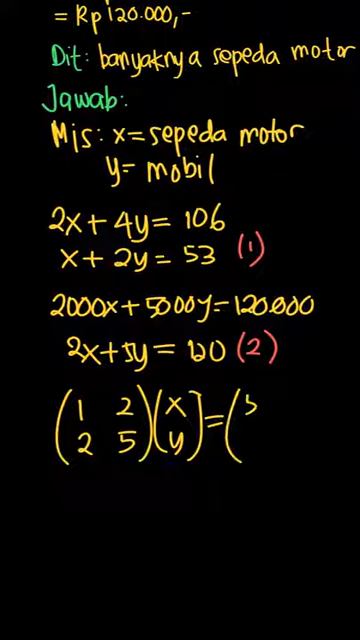 = Rp 120.000,-
Dit: banyaknya sepeda motor
Jawab:
Mis: x = sepeda motor
y = mobil
2x + 4y = 106
x + 2y = 53 (1)
2000x + 5000y = 120.000
2x + 5y = 120 (2)
(1 2) (x) = (5
(2 5) (y)